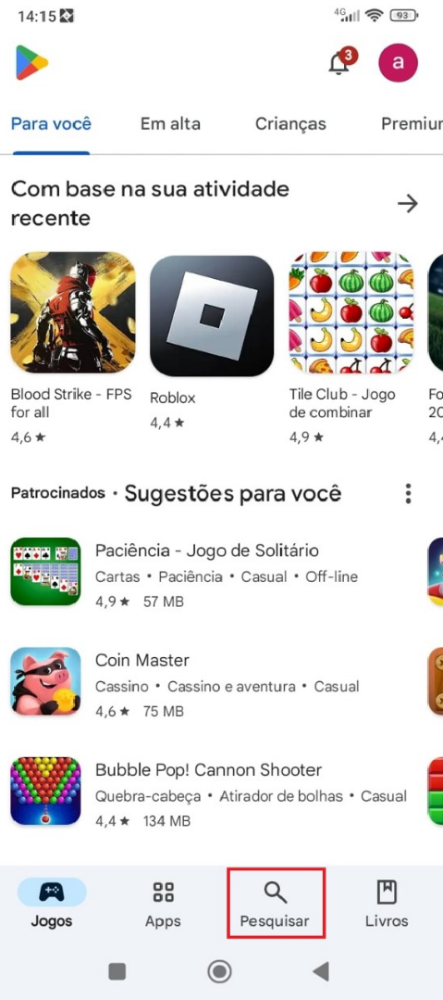 14:15
4G
93
3
a
Para você
Em alta
Crianças
Premiur
Com base na sua atividade
recente
Blood Strike - FPS
for all
4,6 ★
Roblox
4,4 ★
Tile Club - Jogo
de combinar
4,9 ★
Fo
20
4,
Patrocinados • Sugestões para você
Paciência - Jogo de Solitário
Cartas • Paciência • Casual • Off-line
4,9 ★ 57 MB
Coin Master
Cassino • Cassino e aventura • Casual
4,6 ★ 75 MB
Bubble Pop! Cannon Shooter
Quebra-cabeça • Atirador de bolhas • Casual
4,4 ★ 134 MB
Jogos
Apps
Pesquisar
Livros